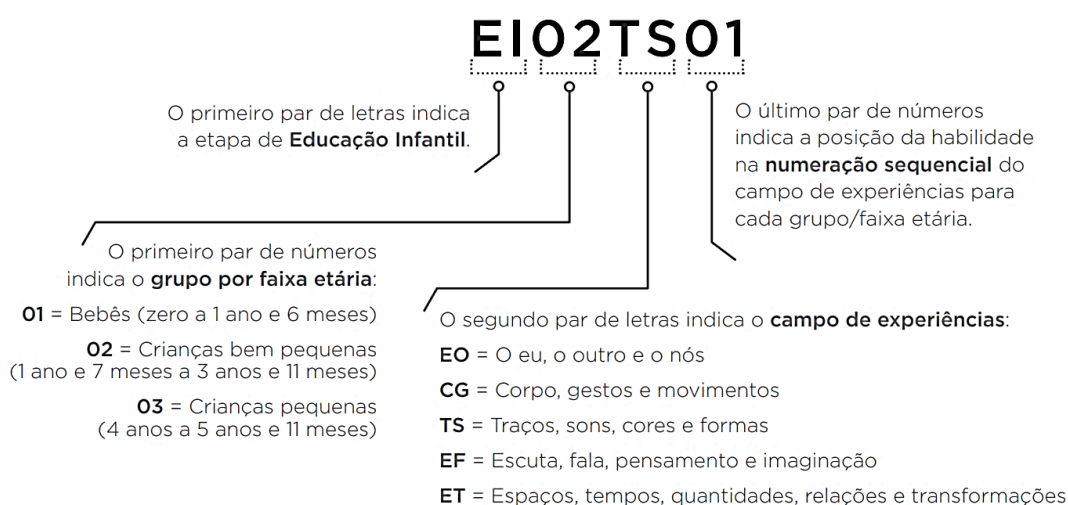 EI02TS01
O primeiro par de letras indica
a etapa de Educação Infantil.
O último par de números
indica a posição da habilidade
na numeração sequencial do
campo de experiências para
cada grupo/faixa etária.
O primeiro par de números
indica o grupo por faixa etária:
01 = Bebês (zero a 1 ano e 6 meses)
02 = Crianças bem pequenas
(1 ano e 7 meses a 3 anos e 11 meses)
03 = Crianças pequenas
(4 anos a 5 anos e 11 meses)
O segundo par de letras indica o campo de experiências:
EO = O eu, o outro e o nós
CG = Corpo, gestos e movimentos
TS = Traços, sons, cores e formas
EF = Escuta, fala, pensamento e imaginação
ET = Espaços, tempos, quantidades, relações e transformações